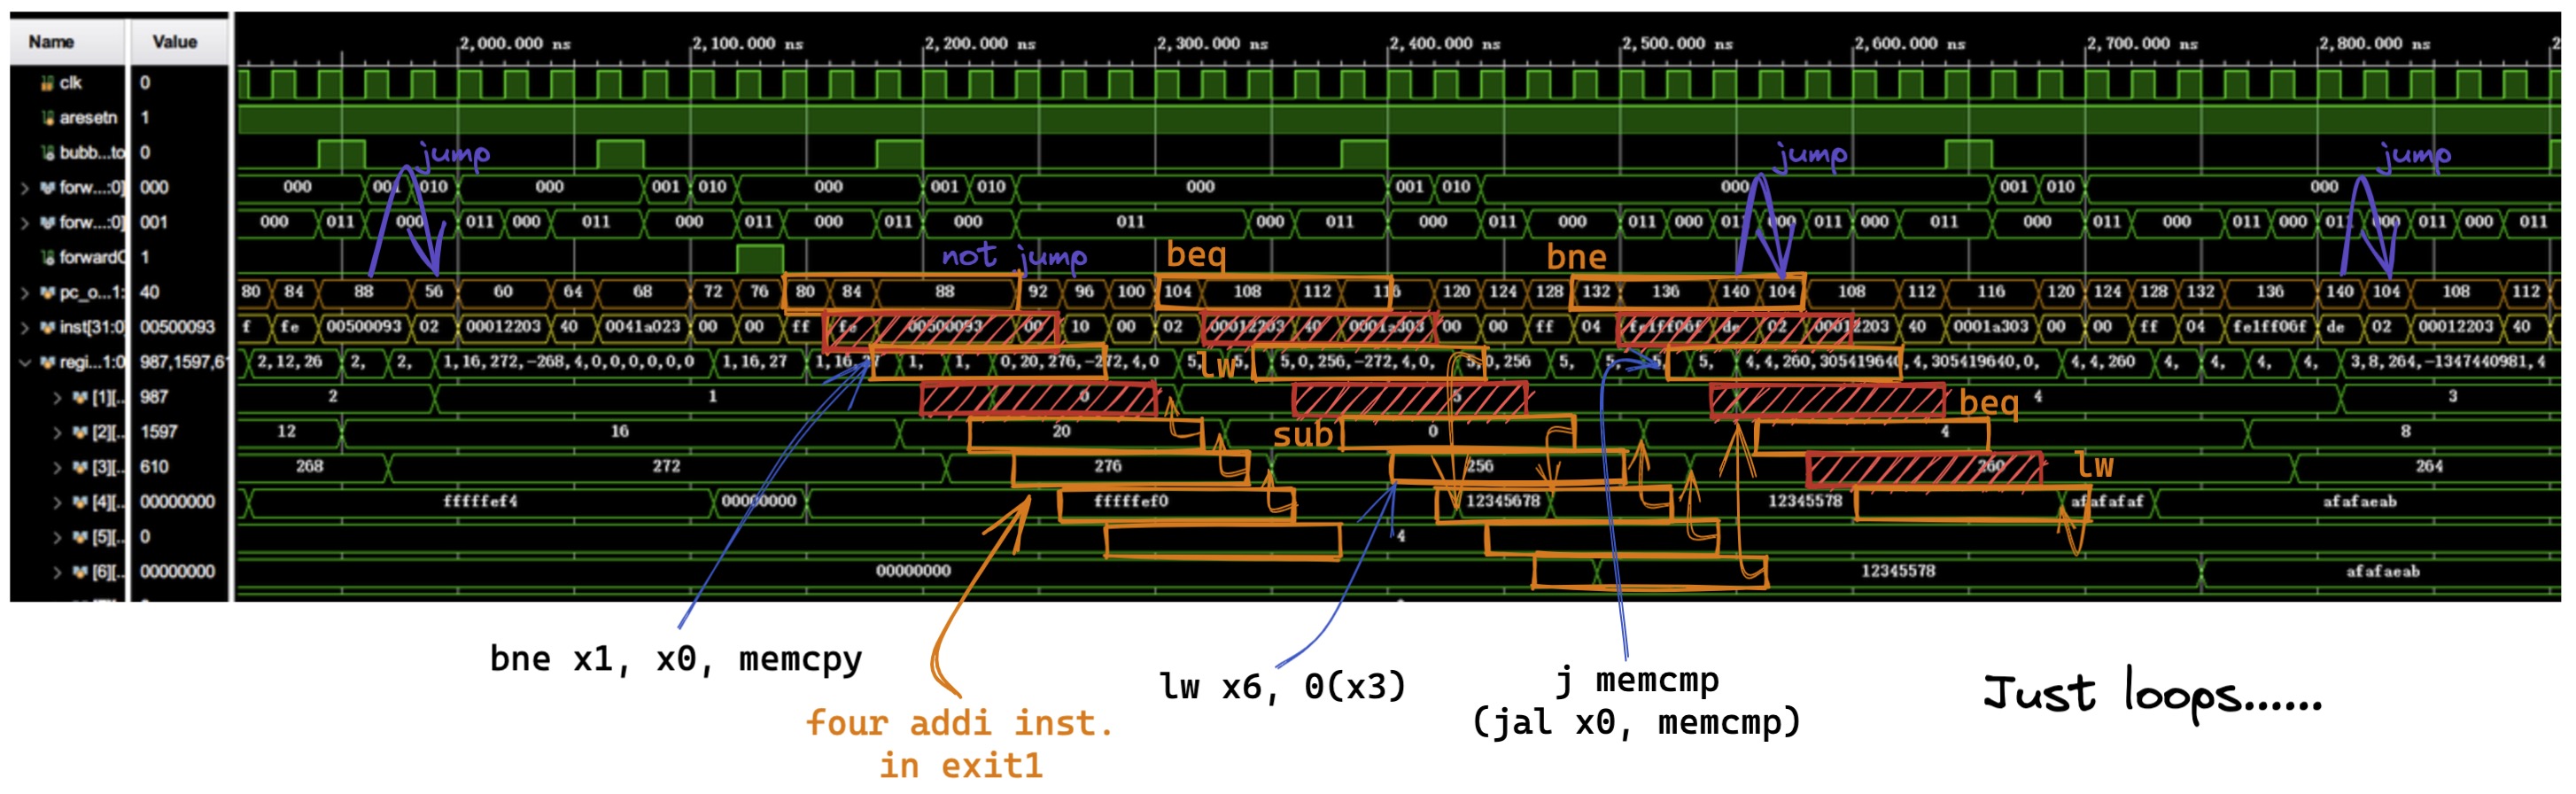 Name Value 2,000.000 ns 2,100.000 ns 2,200.000 ns 2,300.000 ns 2,400.000 ns 2,500.000 ns 2,600.000 ns 2,700.000 ns 2,800.000 ns 2
clk 0
aresetn 1
bubb...to 0 jump jump jump
forw...:0] 000 000 001 010 000 001 010 000 001 010 000 001 010 000 001 010 000
forw...:0] 001 000 011 000 011 000 011 000 011 000 011 000 011 000 011 000 011 000 011 000 011 000 011 000 011 000 011 000 011 000 011 000 011 000 011
forwardC 1 not jump beq bne
pc_o...1: 40 80 84 88 56 60 64 68 72 76 80 84 88 92 96 100 104 108 112 116 120 124 128 132 136 140 104 108 112 116 120 124 128 132 136 140 104 108 112
inst[31:0 00500093 f fe 00500093 02 00012203 40 0041a023 00 00 ff fe 00500093 00 10 00 02 00012203 40 0001a303 00 00 ff 04 fe1ff06f de 02 00012203 40 0001a303 00 00 ff 04 fe1ff06f de 02 00012203 40
regi...1:0 987,1597,6 2,12,26 2, 2, 1,16,272,-268,4,0,0,0,0,0,0 1,16,27 1,16,27 1, 1, 0,20,276,-272,4,0 5, 5, lw 5,0,256,-272,4,0, 5,0,256 5, 5, 5, 5, 4,4,260,305419640,4,305419640,0, 4,4,260 4, 4, 4, 4, 3,8,264,-1347440981,4
[1][.. 987 2 1 0 5 4 beq 3
[2][.. 1597 12 16 20 sub 0 4 8
[3][.. 610 268 272 276 256 260 lw 264
[4][.. 00000000 fffffef4 00000000 fffffef0 12345678 12345578 afafafaf afafaeab
[5][.. 0 4
[6][.. 00000000 00000000 12345578 afafaeab
bne x1, x0, memcpy
lw x6, 0(x3)
j memcmp
(jal x0, memcmp)
Just loops......
four addi inst.
in exit1